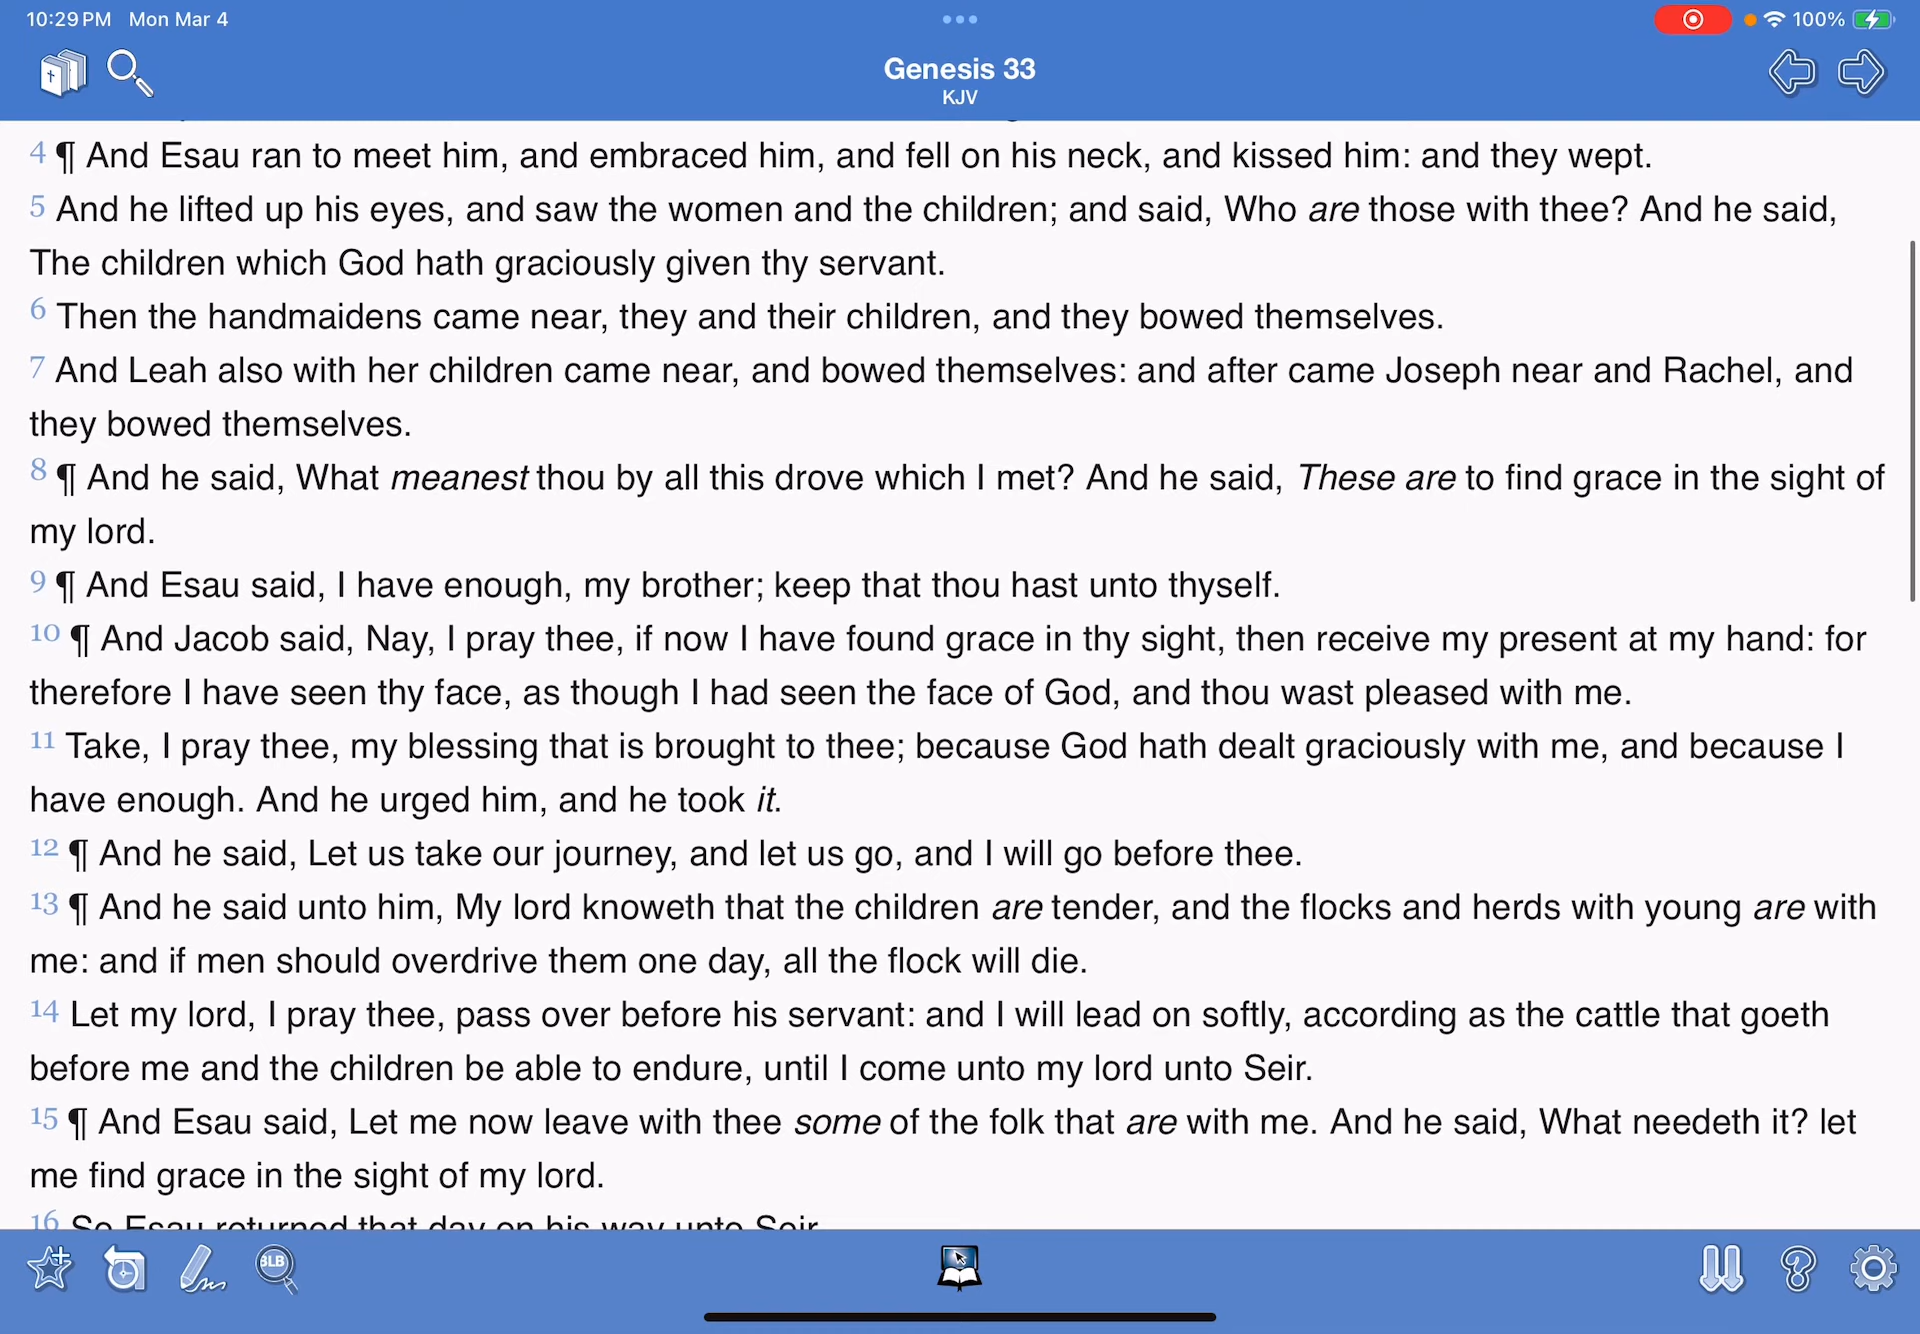 10:29 PM Mon Mar 4
100%
Genesis 33
KJV
4 ¶ And Esau ran to meet him, and embraced him, and fell on his neck, and kissed him: and they wept.
5 And he lifted up his eyes, and saw the women and the children; and said, Who are those with thee? And he said,
The children which God hath graciously given thy servant.
6 Then the handmaidens came near, they and their children, and they bowed themselves.
7 And Leah also with her children came near, and bowed themselves: and after came Joseph near and Rachel, and
they bowed themselves.
8 ¶ And he said, What meanest thou by all this drove which I met? And he said, These are to find grace in the sight of
my lord.
9 ¶ And Esau said, I have enough, my brother; keep that thou hast unto thyself.
10 ¶ And Jacob said, Nay, I pray thee, if now I have found grace in thy sight, then receive my present at my hand: for
therefore I have seen thy face, as though I had seen the face of God, and thou wast pleased with me.
11 Take, I pray thee, my blessing that is brought to thee; because God hath dealt graciously with me, and because I
have enough. And he urged him, and he took it.
12 ¶ And he said, Let us take our journey, and let us go, and I will go before thee.
13 ¶ And he said unto him, My lord knoweth that the children are tender, and the flocks and herds with young are with
me: and if men should overdrive them one day, all the flock will die.
14 Let my lord, I pray thee, pass over before his servant: and I will lead on softly, according as the cattle that goeth
before me and the children be able to endure, until I come unto my lord unto Seir.
15 ¶ And Esau said, Let me now leave with thee some of the folk that are with me. And he said, What needeth it? let
me find grace in the sight of my lord.
16 So Esau returned that day on his way unto Seir
BLB